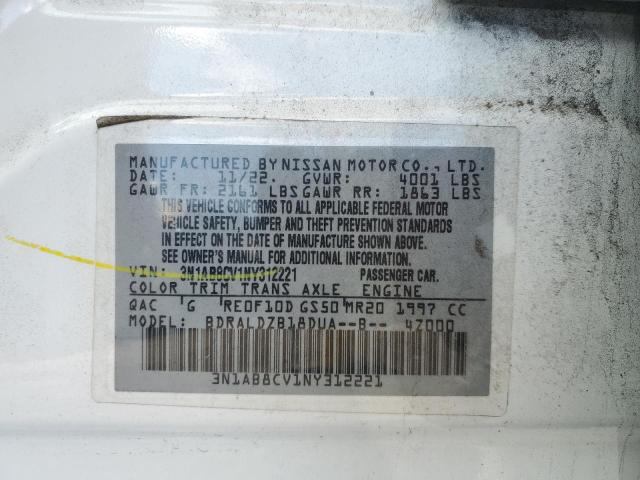 MANUFACTURED BY NISSAN MOTOR CO., LTD.
DATE: 11/22. GVWR: 4001 LBS
GAWR FR: 2161 LBS GAWR RR: 1863 LBS
THIS VEHICLE CONFORMS TO ALL APPLICABLE FEDERAL MOTOR
VEHICLE SAFETY, BUMPER AND THEFT PREVENTION STANDARDS
IN EFFECT ON THE DATE OF MANUFACTURE SHOWN ABOVE.
SEE OWNER'S MANUAL FOR ADDITIONAL INFORMATION.
VIN: 3N1AB8CV1NY312221 PASSENGER CAR.
COLOR TRIM TRANS AXLE ENGINE
QAC G RE0F10D GS50 MR20 1997 CC
MODEL: BDRALDZB18DUA--B-- 4Z000
3N1AB8CV1NY312221